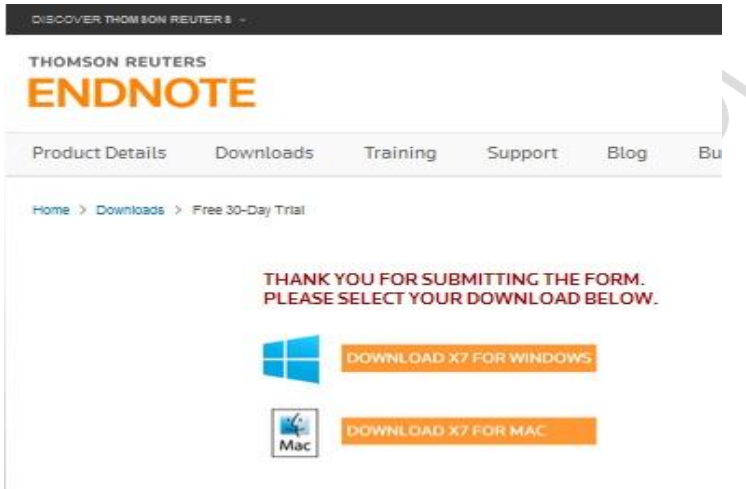 DISCOVER THOMSON REUTERS
THOMSON REUTERS
ENDNOTE
Product Details Downloads Training Support Blog Bu
Home > Downloads > Free 30-Day Trial
THANK YOU FOR SUBMITTING THE FORM.
PLEASE SELECT YOUR DOWNLOAD BELOW.
DOWNLOAD X7 FOR WINDOWS
Mac DOWNLOAD X7 FOR MAC